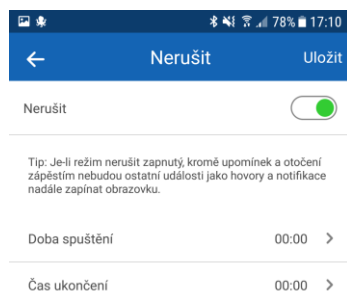 78% 17:10
Nerušit
Uložit
Nerušit
Tip: Je-li režim nerušit zapnutý, kromě upomínek a otočení
zápěstím nebudou ostatní události jako hovory a notifikace
nadále zapínat obrazovku.
Doba spuštění 00:00
Čas ukončení 00:00